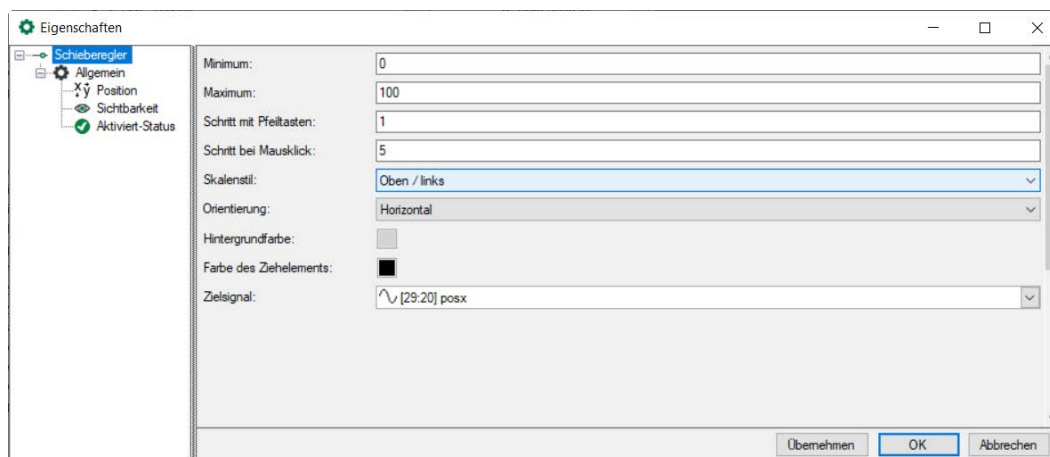 Eigenschaften
Schieberegler
Allgemein
Position
Sichtbarkeit
Aktiviert-Status
Minimum: 0
Maximum: 100
Schritt mit Pfeiltasten: 1
Schritt bei Mausklick: 5
Skalenstil: Oben / links
Orientierung: Horizontal
Hintergrundfarbe:
Farbe des Ziehelements:
Zielsignal: [29:20] posx
Übernehmen OK Abbrechen